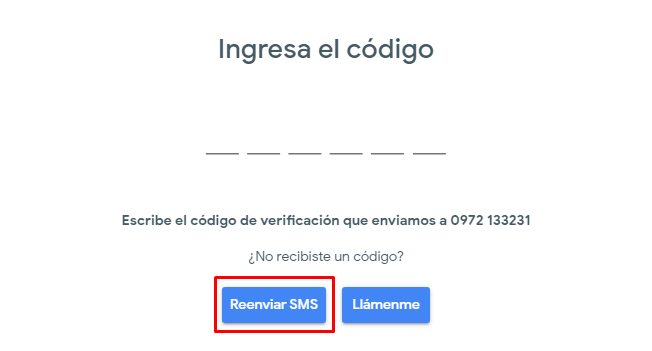 Ingresa el código
Escribe el código de verificación que enviamos a 0972 133231
¿No recibiste un código?
Reenviar SMS
Llámenme